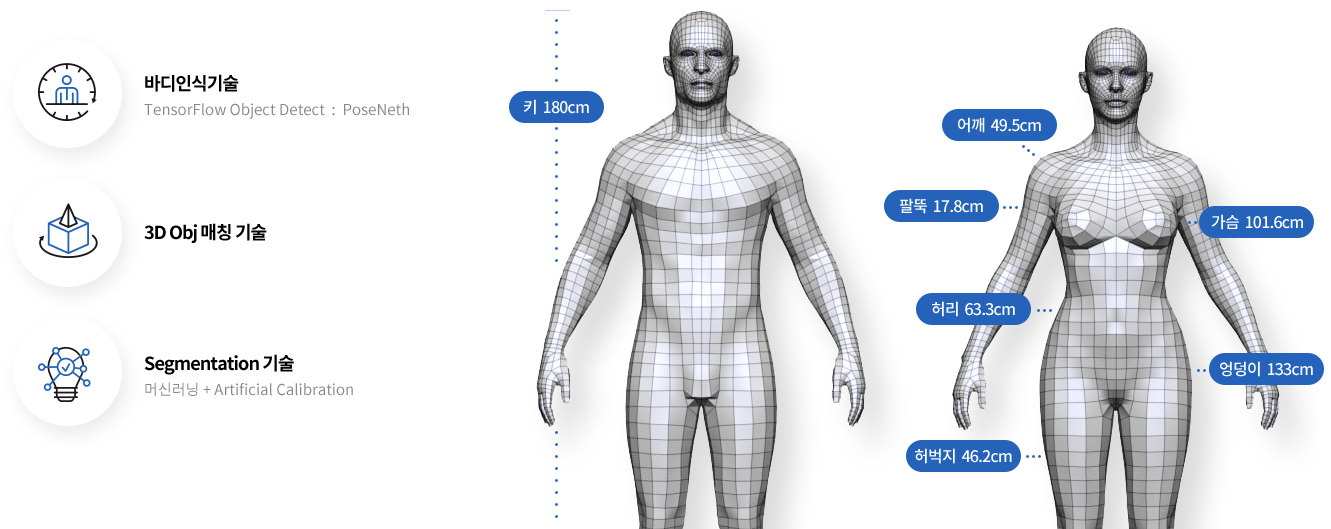 바디인식기술
TensorFlow Object Detect : PoseNeth
3D Obj 매칭 기술
Segmentation 기술
머신러닝 + Artificial Calibration
키 180cm
어깨 49.5cm
팔뚝 17.8cm
가슴 101.6cm
허리 63.3cm
엉덩이 133cm
허벅지 46.2cm